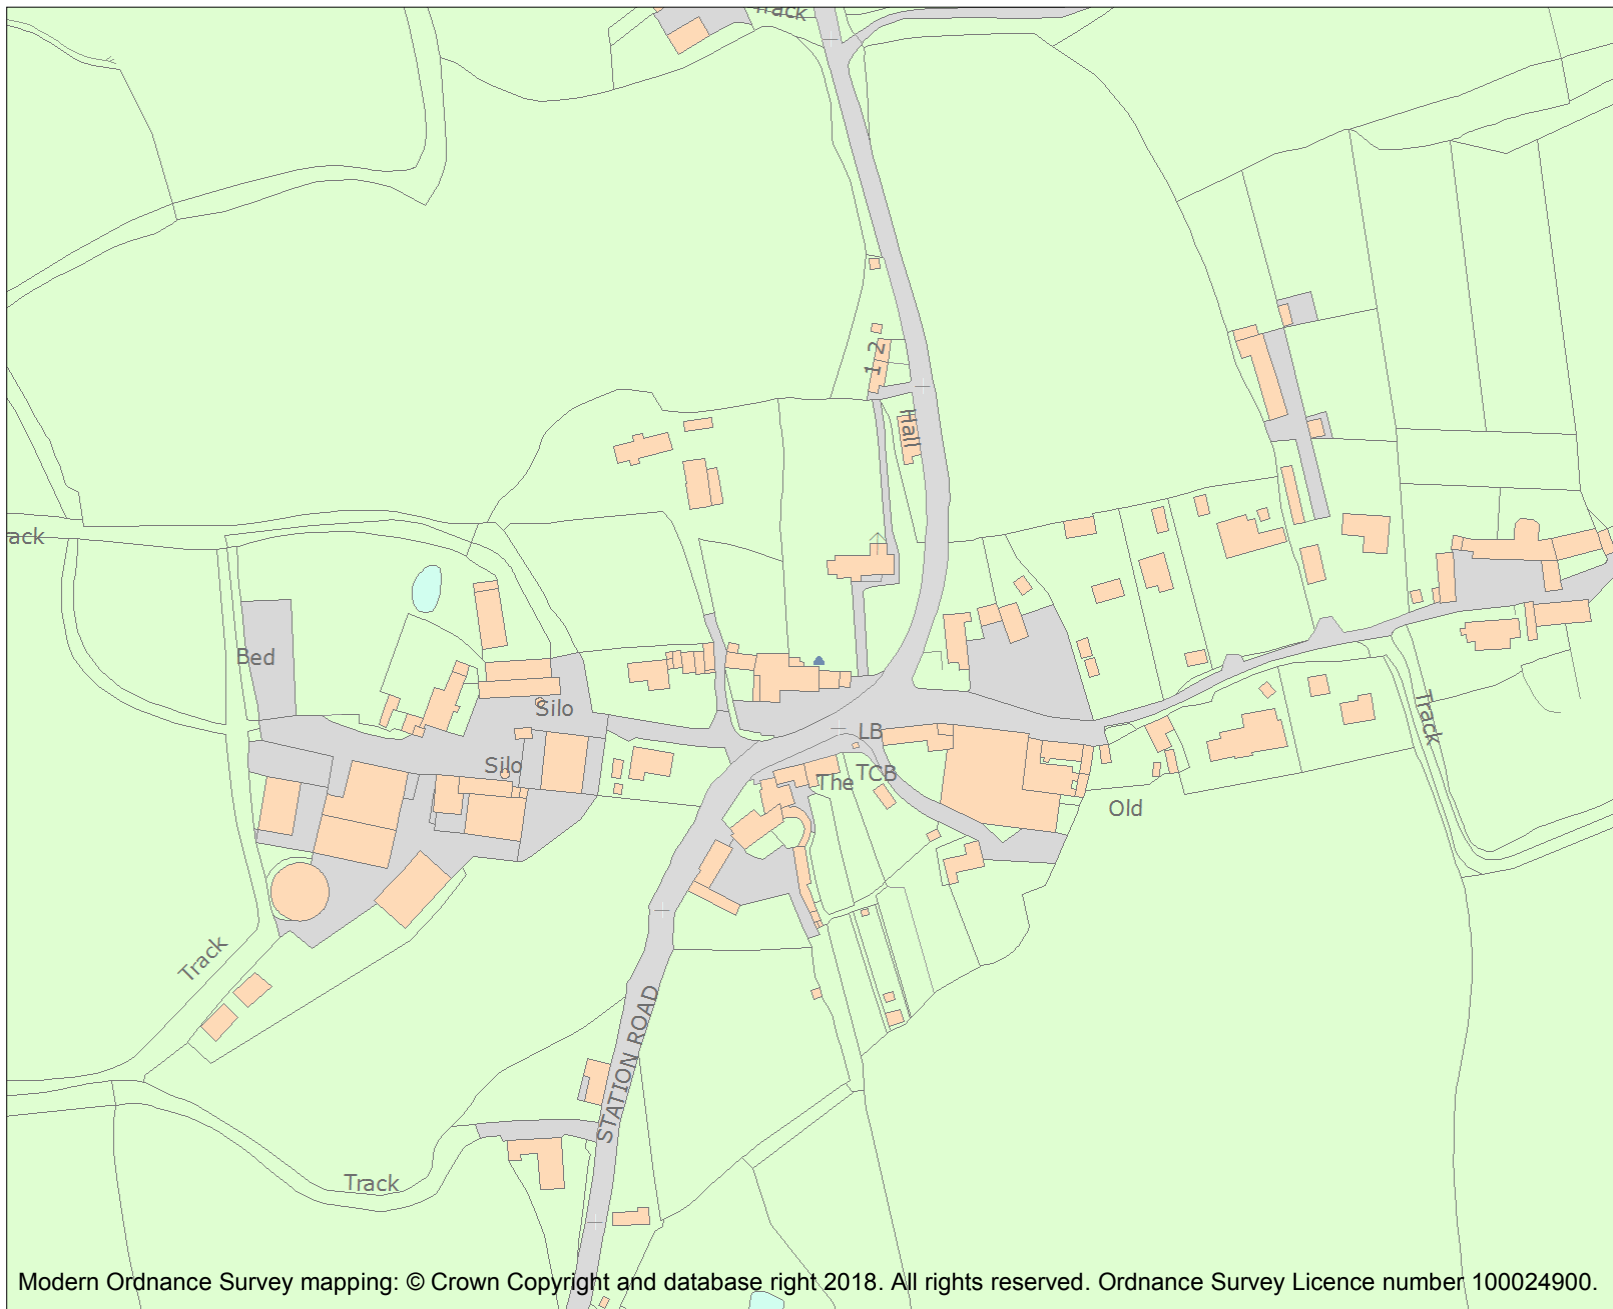 Track
1 2
Hall
ack
Bed
Silo
LB
Silo
The
TCB
Track
Old
Track
STATION ROAD
Track
Modern Ordnance Survey mapping: © Crown Copyright and database right 2018. All rights reserved. Ordnance Survey Licence number 100024900.